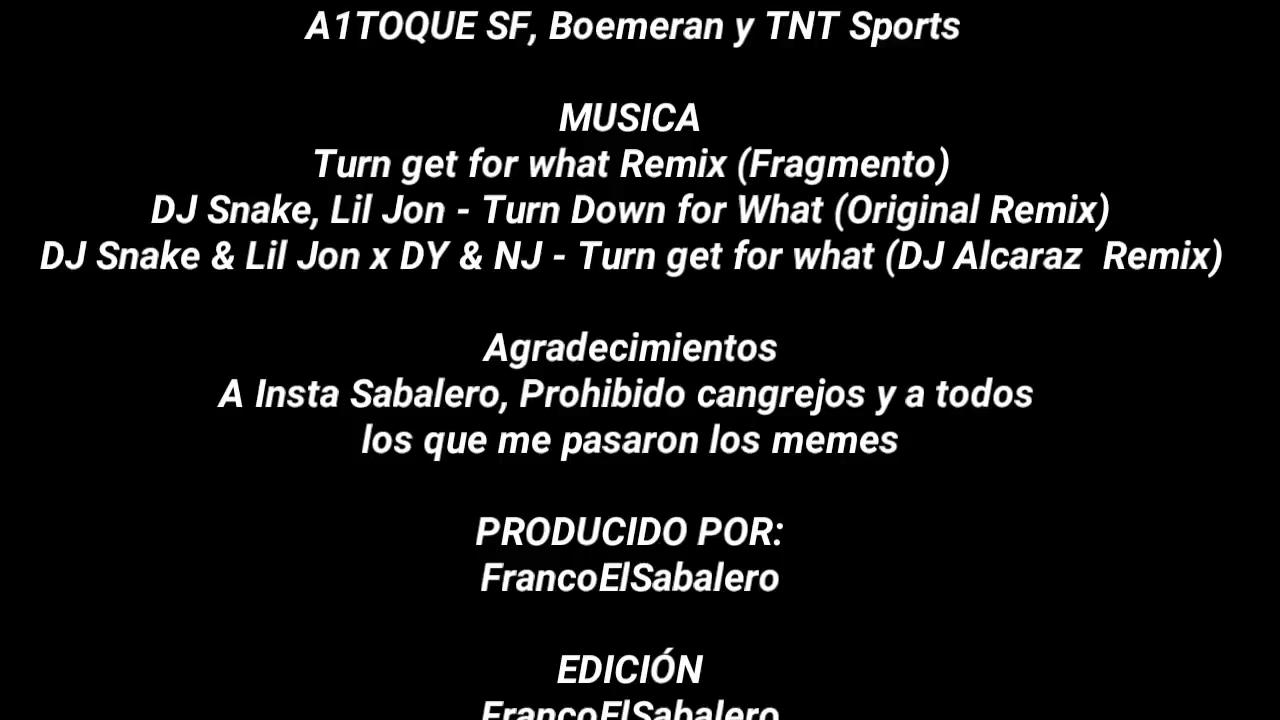 A1TOQUE SF, Boemeran y TNT Sports
MUSICA
Turn get for what Remix (Fragmento)
DJ Snake, Lil Jon - Turn Down for What (Original Remix)
DJ Snake & Lil Jon x DY & NJ - Turn get for what (DJ Alcaraz  Remix)
Agradecimientos
A Insta Sabalero, Prohibido cangrejos y a todos
los que me pasaron los memes
PRODUCIDO POR:
FrancoElSabalero
EDICIÓN
FrancoElSabalero